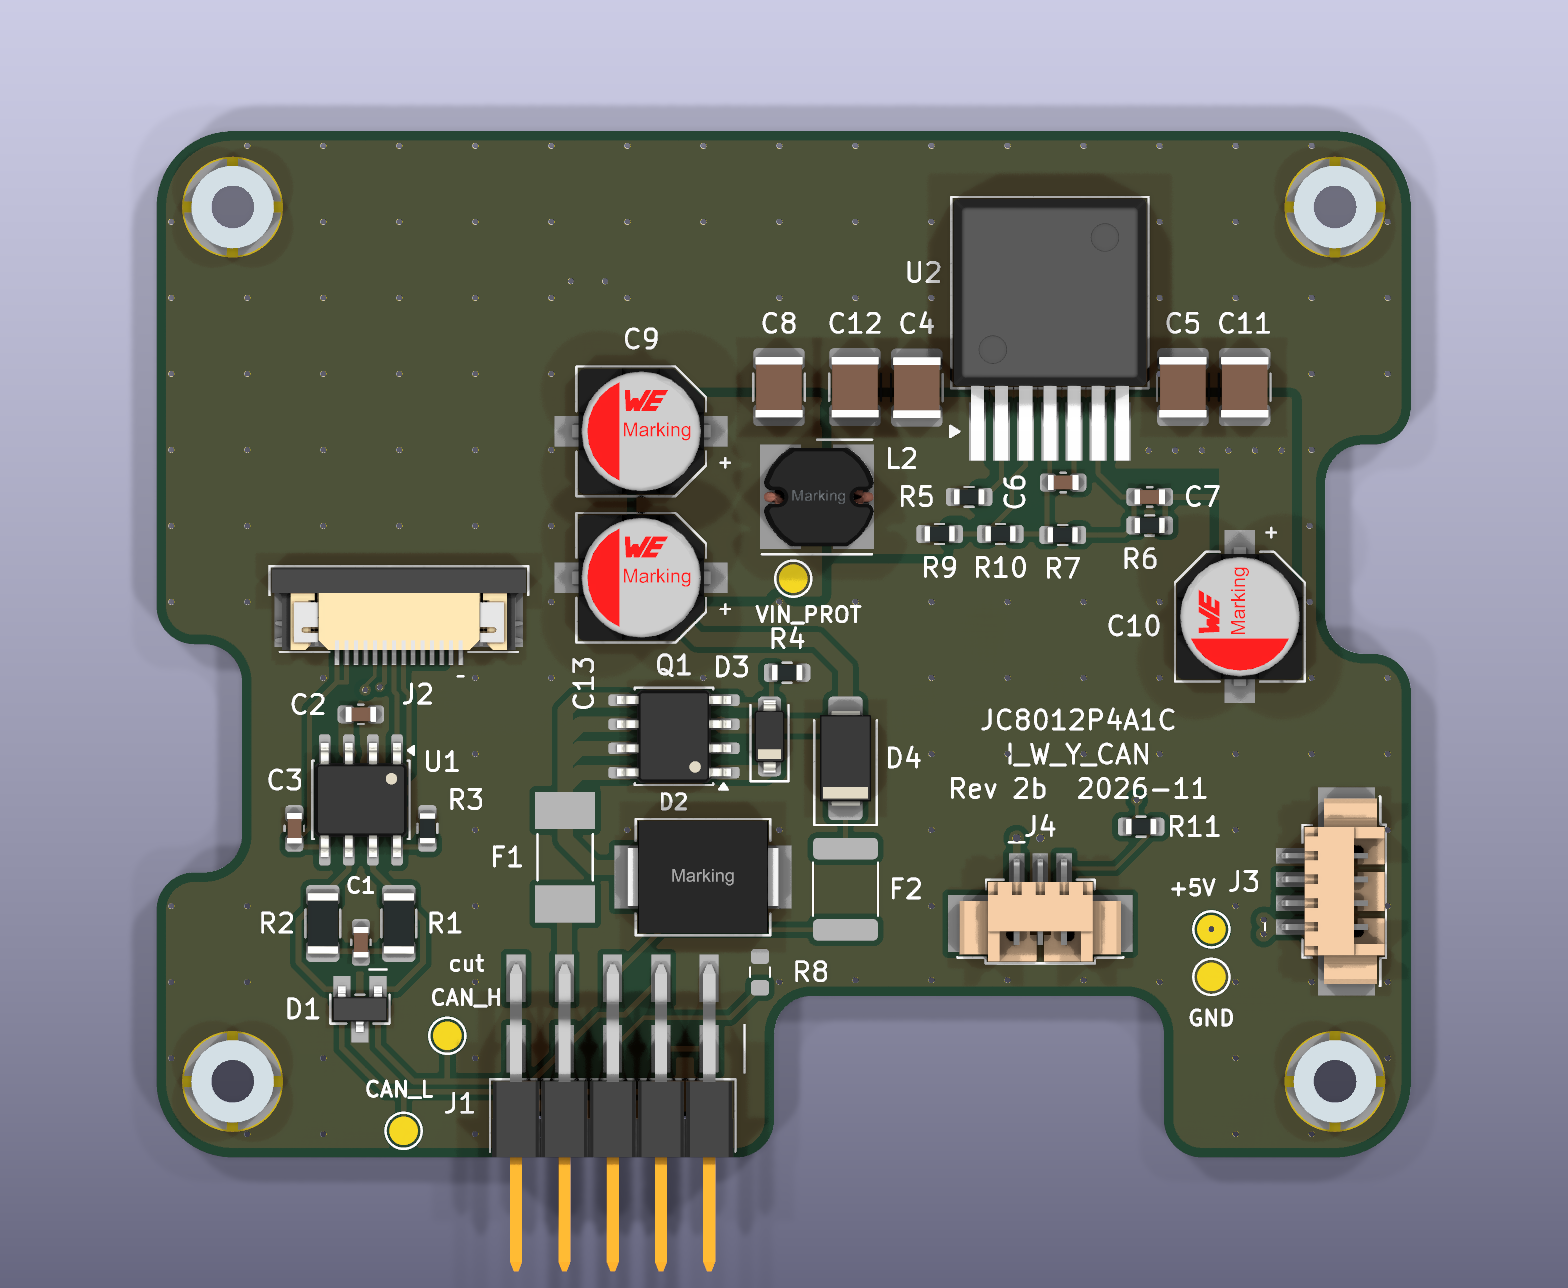 U2
C8 C12 C4
C5 C11
C9
WE
Marking
+
L2
Marking
R5
C6
C7
R9 R10 R7
R6
WE
Marking
+
VIN_PROT
R4
+
WE
Marking
C10
C13
Q1
D3
J2
-
C2
U1
C3
R3
D4
D2
JC8012P4A1C
I_W_Y_CAN
Rev 2b 2026-11
J4
R11
F1
Marking
F2
+5V
J3
1
C1
R2
R1
cut
CAN_H
R8
D1
GND
CAN_L
J1